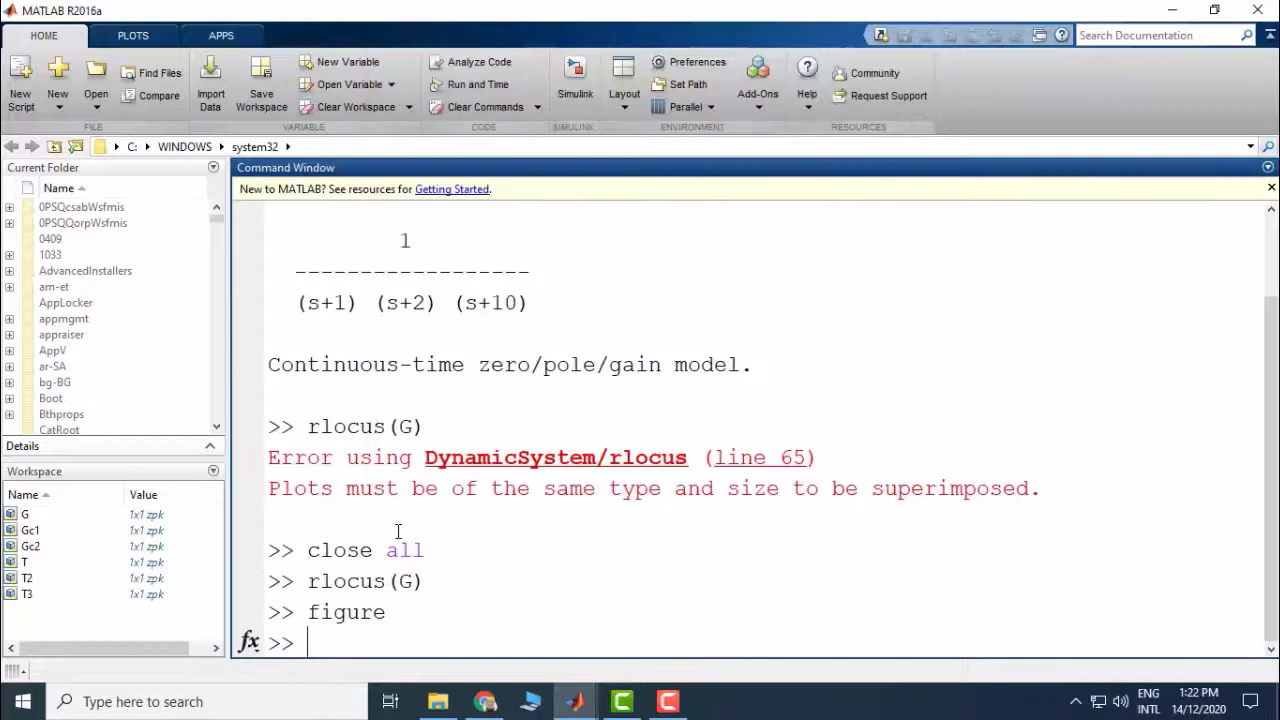 MATLAB R2016a
HOME PLOTS APPS
Search Documentation
New Script
New
Open
Find Files
Compare
Import Data
Save Workspace
New Variable
Open Variable
Clear Workspace
Analyze Code
Run and Time
Clear Commands
Simulink
Layout
Preferences
Set Path
Parallel
Add-Ons
Help
Community
Request Support
FILE VARIABLE CODE SIMULINK ENVIRONMENT RESOURCES
C: WINDOWS system32
Current Folder
Name
0PSQcsabWsfmis
0PSQQorpWsfmis
0409
1033
AdvancedInstallers
am-et
AppLocker
appmgmt
appraiser
AppV
ar-SA
bg-BG
Boot
Bthprops
CatRoot
Details
Workspace
Name Value
G 1x1 zpk
Gc1 1x1 zpk
Gc2 1x1 zpk
T 1x1 zpk
T2 1x1 zpk
T3 1x1 zpk
Command Window
New to MATLAB? See resources for Getting Started.
1
------------------
(s+1) (s+2) (s+10)
Continuous-time zero/pole/gain model.
>> rlocus(G)
Error using DynamicSystem/rlocus (line 65)
Plots must be of the same type and size to be superimposed.
>> close all
>> rlocus(G)
>> figure
fx >>
Type here to search
ENG
INTL
1:22 PM
14/12/2020